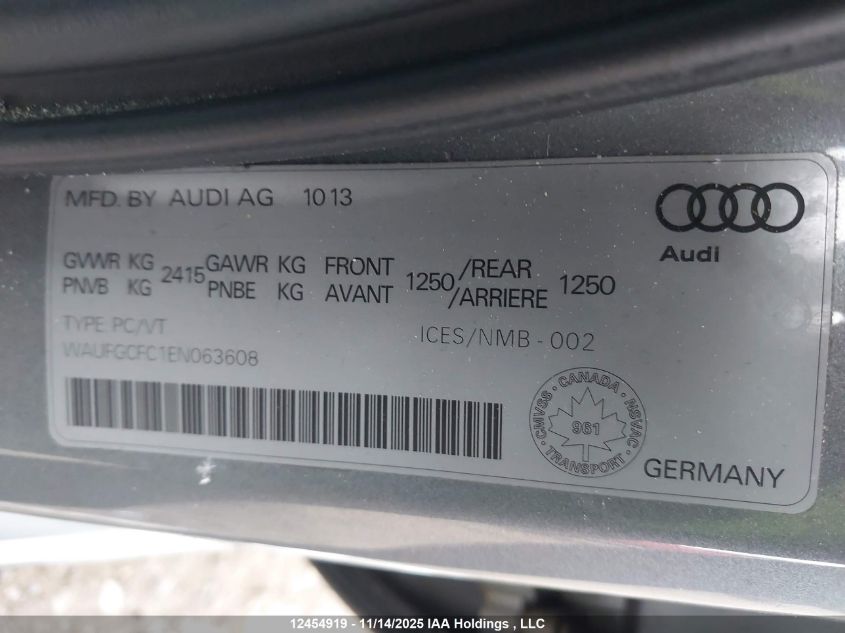 MFD. BY AUDI AG 10 13
Audi
GVWR KG 2415 GAWR KG FRONT 1250 /REAR 1250
PNVB KG PNBE KG AVANT /ARRIERE
TYPE: PC/VT
ICES/NMB - 002
WAUFGCFC1EN063608
CANADA
CMVSS NSVAC
961
TRANSPORT
GERMANY
12454919 - 11/14/2025 IAA Holdings , LLC